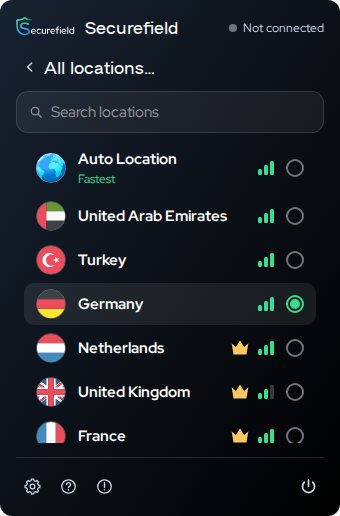 Securefield
Securefield
Not connected
All locations...
Search locations
Auto Location
Fastest
United Arab Emirates
Turkey
Germany
Netherlands
United Kingdom
France